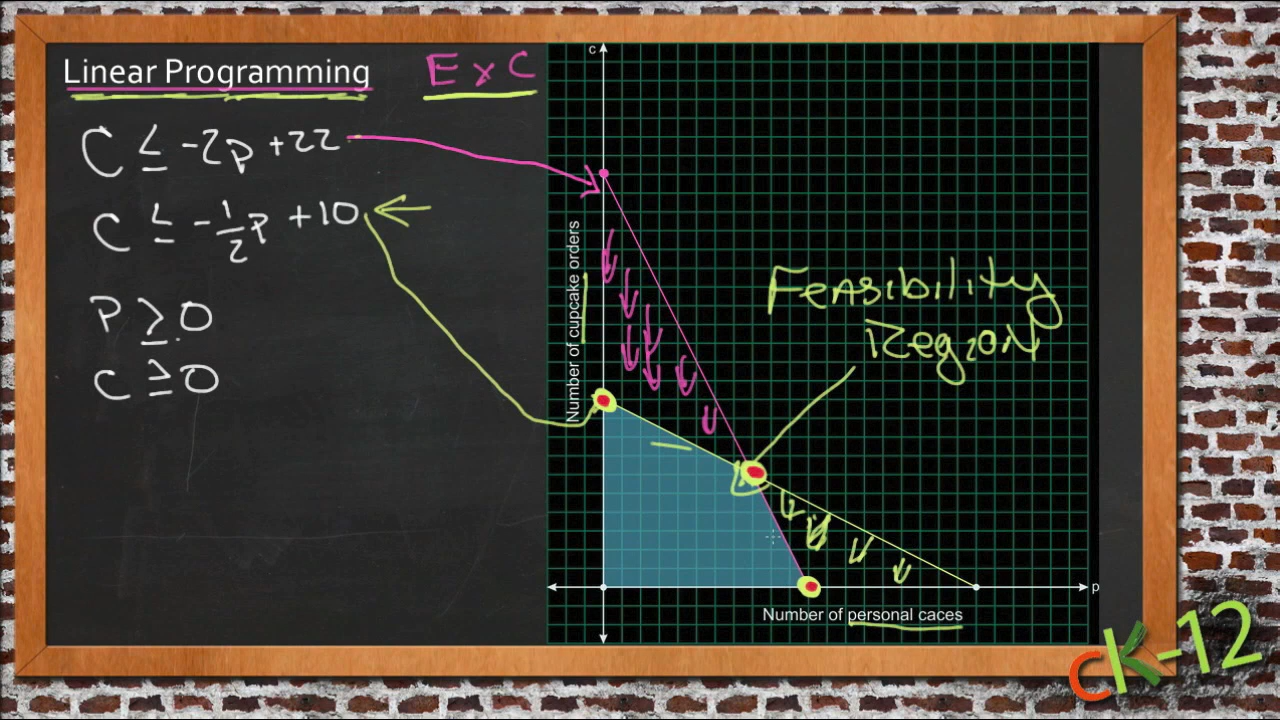 Linear Programming
E x C
C ≤ -2p +22
C ≤ -1/2p +10
P ≥ 0
C ≥ 0
c
Number of cupcake orders
FEASIBILITY
REGION
p
Number of personal caces
CK-12